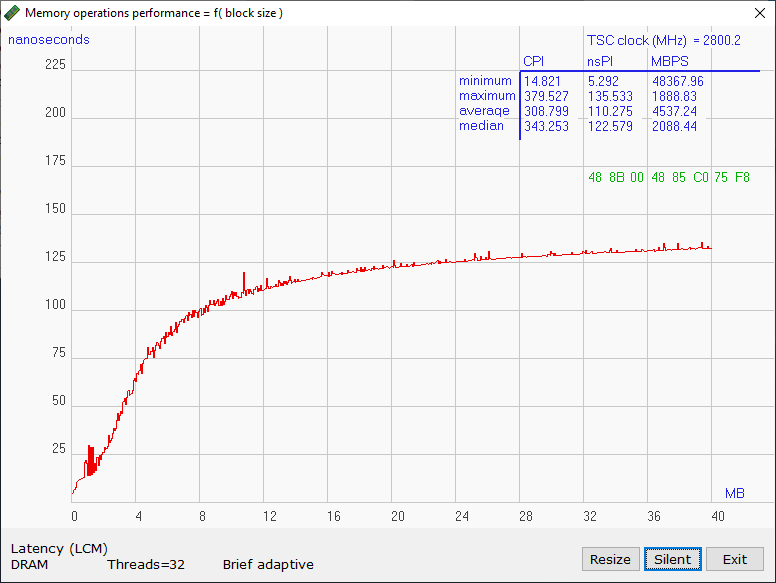 Memory operations performance = f( block size )
nanoseconds
TSC clock (MHz) = 2800.2
CPI nsPI MBPS
minimum 14.821 5.292 48367.96
maximum 379.527 135.533 1888.83
average 308.799 110.275 4537.24
median 343.253 122.579 2088.44
48 8B 00 48 85 C0 75 F8
225
200
175
150
125
100
75
50
25
MB
0 4 8 12 16 20 24 28 32 36 40
Latency (LCM)
DRAM Threads=32 Brief adaptive
Resize Silent Exit